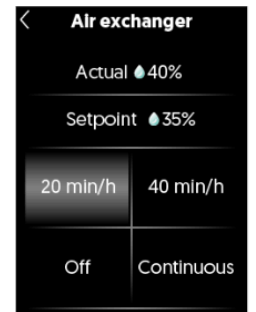 Air exchanger
Actual 40%
Setpoint 35%
20 min/h 40 min/h
Off Continuous